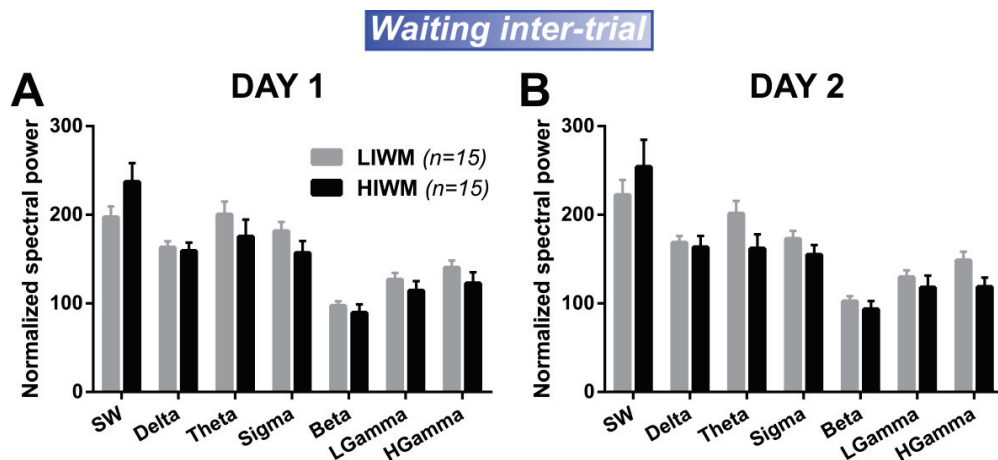 Waiting inter-trial
A DAY 1
Normalized spectral power
300
200
100
0
LIWM (n=15)
HIWM (n=15)
SW Delta Theta Sigma Beta LGamma HGamma
B DAY 2
Normalized spectral power
300
200
100
0
SW Delta Theta Sigma Beta LGamma HGamma